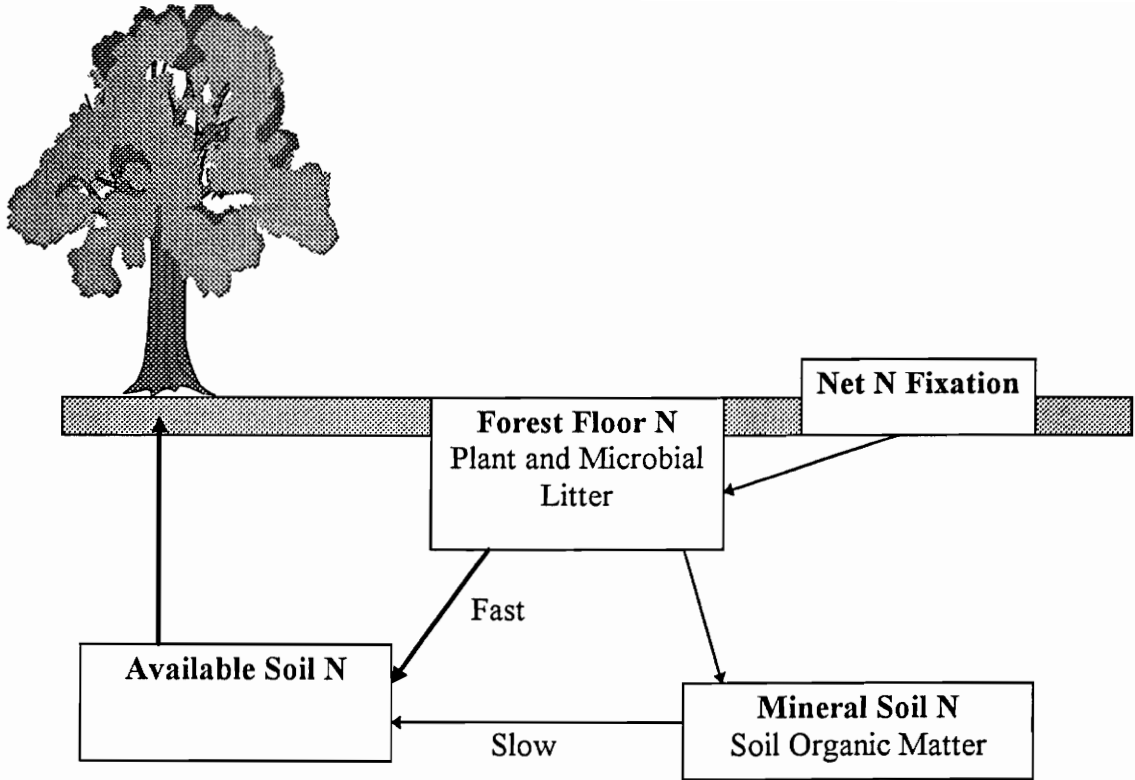 Net N Fixation
Forest Floor N
Plant and Microbial
Litter
Fast
Available Soil N
Mineral Soil N
Soil Organic Matter
Slow